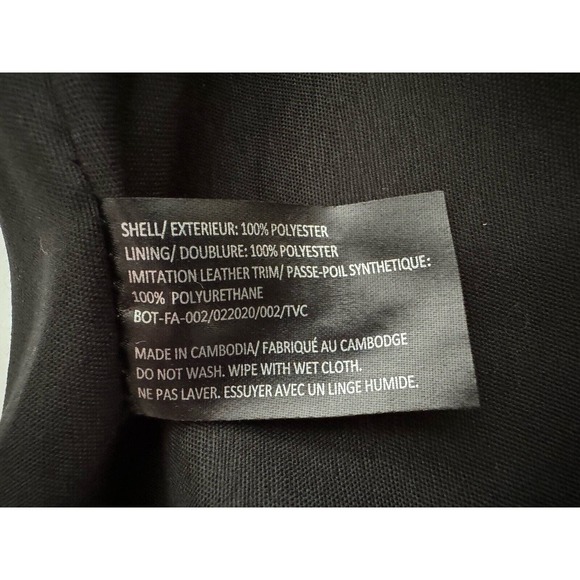 SHELL/ EXTERIEUR: 100% POLYESTER
LINING/ DOUBLURE: 100% POLYESTER
IMITATION LEATHER TRIM/ PASSE-POIL SYNTHETIQUE:
100% POLYURETHANE
BOT-FA-002/022020/002/TVC
MADE IN CAMBODIA/ FABRIQUÉ AU CAMBODGE
DO NOT WASH. WIPE WITH WET CLOTH.
NE PAS LAVER. ESSUYER AVEC UN LINGE HUMIDE.